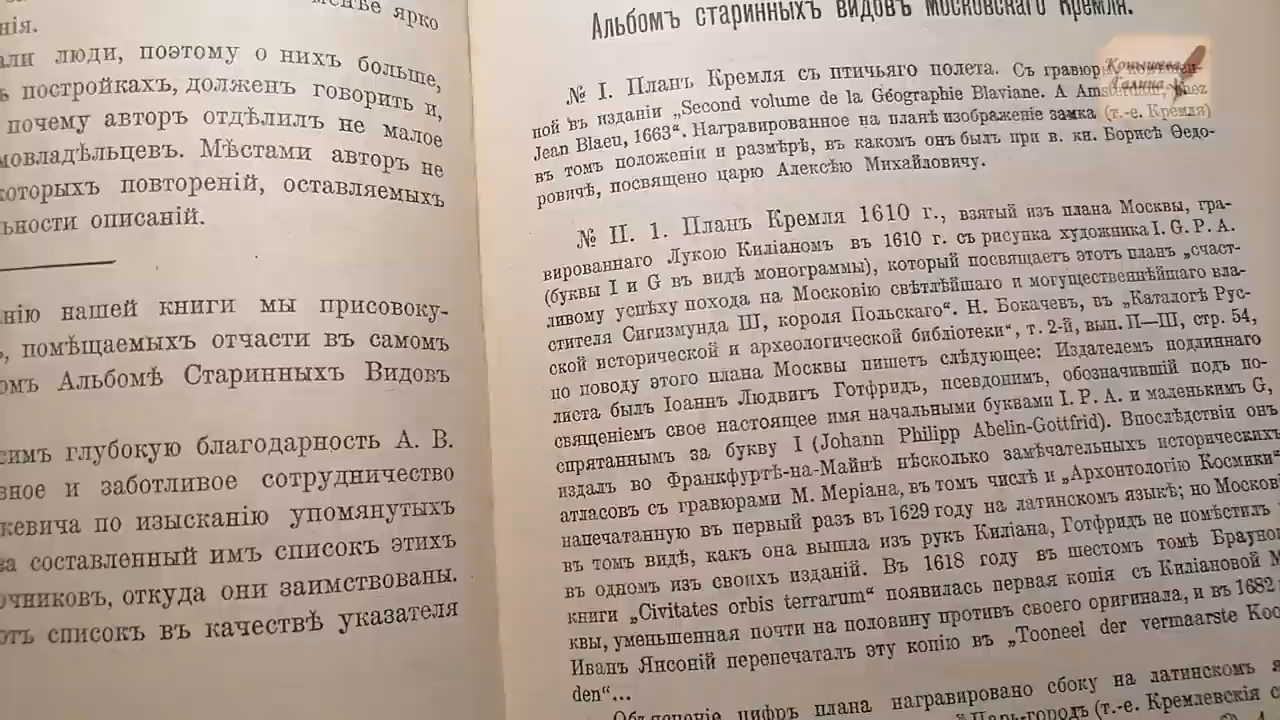 ярко
нія.
али люди, поэтому о нихъ больше,
ъ постройкахъ, долженъ говорить и,
почему авторъ отдѣлилъ не малое
мовладѣльцевъ. Мѣстами авторъ не
которыхъ повтореній, оставляемыхъ
ьности описаній.
нію нашей книги мы присовоку-
ь, помѣщаемыхъ отчасти въ самомъ
омъ Альбомѣ Старинныхъ Видовъ
симъ глубокую благодарность А. В.
вное и заботливое сотрудничество
кевича по изысканію упомянутыхъ
за составленный имъ списокъ этихъ
очниковъ, откуда они заимствованы.
отъ списокъ въ качествѣ указателя
Альбомъ старинныхъ видовъ Московскаго Кремля.
№ I. Планъ Кремля съ птичьяго полета. Съ гравюры,
ной въ изданіи „Second volume de la Géographie Blaviane. A Amsterdam, chez
Jean Blaeu, 1663“. Награвированное на планѣ изображеніе замка (т.-е. Кремля)
въ томъ положеніи и размѣрѣ, въ какомъ онъ былъ при в. кн. Борисѣ Ѳедо-
ровичѣ, посвящено царю Алексѣю Михайловичу.
№ II. 1. Планъ Кремля 1610 г., взятый изъ плана Москвы, гра-
вированнаго Лукою Киліаномъ въ 1610 г. съ рисунка художника I. G. P. A.
(буквы I и G въ видѣ монограммы), который посвящаетъ этотъ планъ „счаст-
ливому успѣху похода на Московію свѣтлѣйшаго и могущественнѣйшаго вла-
стителя Сигизмунда III, короля Польскаго“. Н. Бокачевъ, въ „Каталогѣ Рус-
ской исторической и археологической библіотеки“, т. 2-й, вып. II—III, стр. 54,
по поводу этого плана Москвы пишетъ слѣдующее: Издателемъ подлиннаго
листа былъ Іоаннъ Людвигъ Готфридъ, псевдонимъ, обозначившій подъ по-
священіемъ свое настоящее имя начальными буквами I. P. A. и маленькимъ G,
спрятаннымъ за букву I (Johann Philipp Abelin-Gottfrid). Впослѣдствіи онъ
издалъ во Франкфуртѣ-на-Майнѣ нѣсколько замѣчательныхъ историческихъ
атласовъ съ гравюрами М. Меріана, въ томъ числѣ и „Архонтологію Космики“
напечатанную въ первый разъ въ 1629 году на латинскомъ языкѣ; но Москов
въ томъ видѣ, какъ она вышла изъ рукъ Киліана, Готфридъ не помѣстилъ
въ одномъ изъ своихъ изданій. Въ 1618 году въ шестомъ томѣ Брауно
книги „Civitates orbis terrarum“ появилась первая копія съ Киліановой М
квы, уменьшенная почти на половину противъ своего оригинала, и въ 1682
Иванъ Янсоній перепечаталъ эту копію въ „Tooneel der vermaarste Koo
den“...
Объясненіе цифръ плана награвировано сбоку на латинскомъ я
Царь-городъ (т.-е. Кремлевскія с
Конышева
Галина